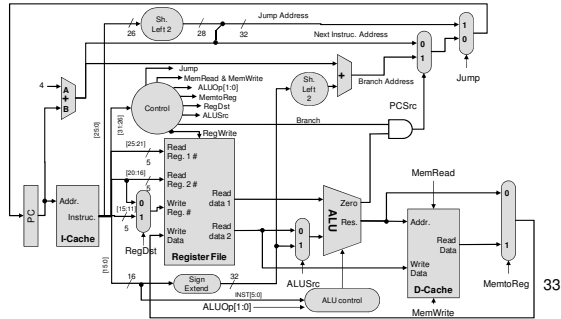 Sh.
Left 2
26
28
32
Jump Address
Next Instruc. Address
1
0
0
1
4
A
+
B
Jump
MemRead & MemWrite
ALUOp[1:0]
MemtoReg
RegDst
ALUSrc
Control
Sh.
Left
2
+
Branch Address
Jump
PCSrc
Branch
[25:0]
[31:26]
RegWrite
[25:21]
5
Read
Reg. 1 #
[20:16]
5
Read
Reg. 2 #
[15:11]
5
0
1
Write
Reg. #
Write
Data
Read
data 1
Read
data 2
Register File
RegDst
PC
Addr.
Instruc.
I-Cache
[15:0]
16
Sign
Extend
32
0
1
ALUSrc
ALU
Zero
Res.
INST[5:0]
ALUOp[1:0]
ALU control
MemRead
Addr.
Read
Data
Write
Data
D-Cache
MemWrite
0
1
MemtoReg
33